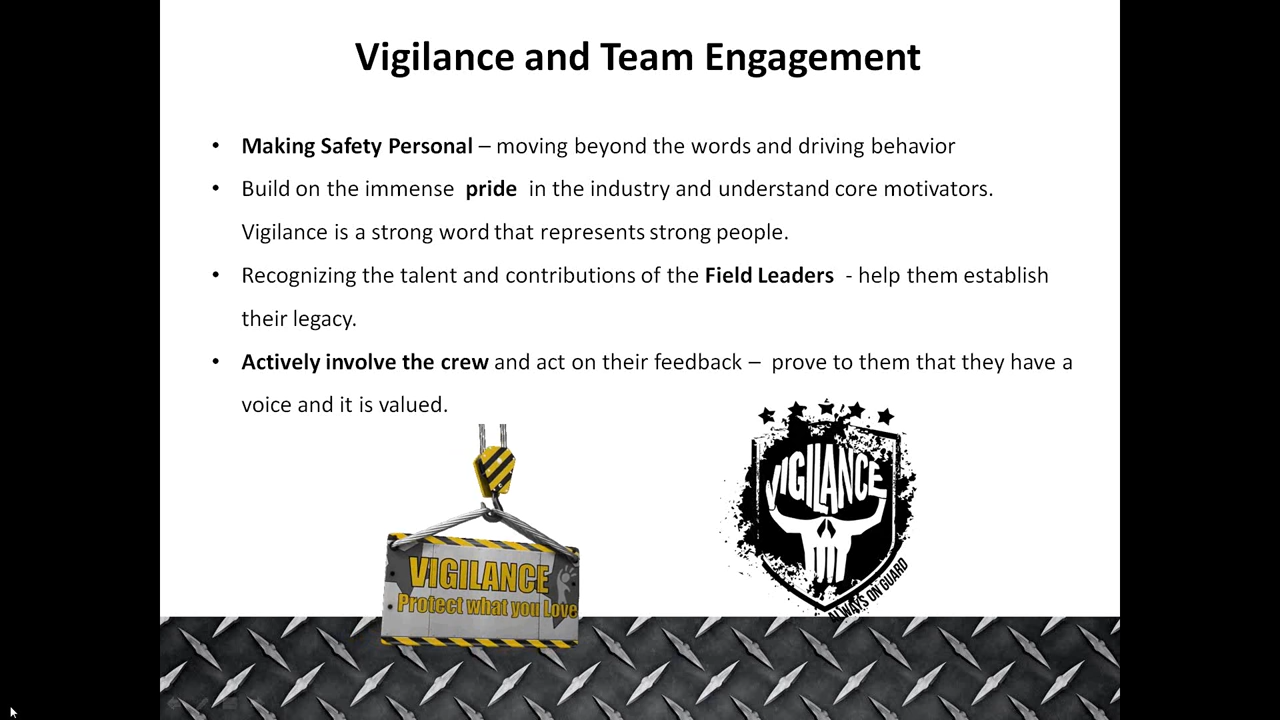 Vigilance and Team Engagement
• Making Safety Personal – moving beyond the words and driving behavior
• Build on the immense pride in the industry and understand core motivators.
Vigilance is a strong word that represents strong people.
• Recognizing the talent and contributions of the Field Leaders - help them establish
their legacy.
• Actively involve the crew and act on their feedback – prove to them that they have a
voice and it is valued.
VIGILANCE
Protect what you Love
VIGILANCE
ALWAYS ON GUARD